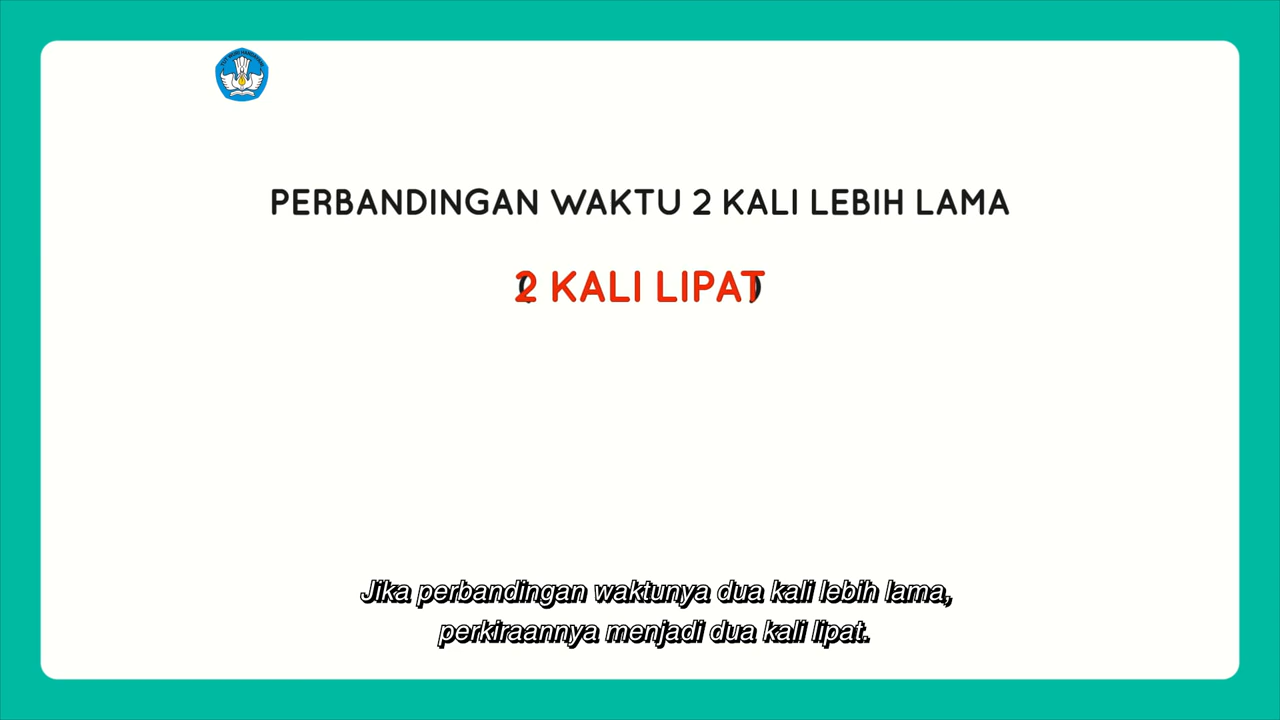 PERBANDINGAN WAKTU 2 KALI LEBIH LAMA
2 KALI LIPAT
Jika perbandingan waktunya dua kali lebih lama,
perkiraannya menjadi dua kali lipat.